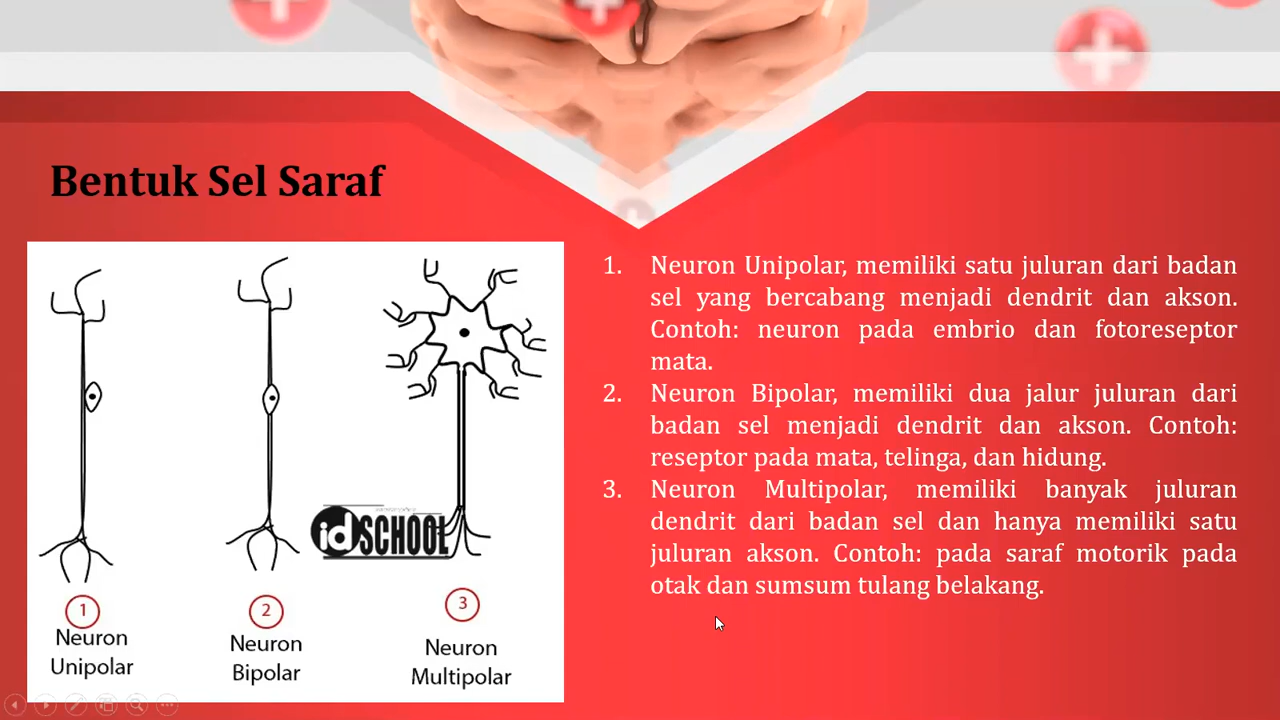 Bentuk Sel Saraf
idSCHOOL
1
Neuron
Unipolar
2
Neuron
Bipolar
3
Neuron
Multipolar
1. Neuron Unipolar, memiliki satu juluran dari badan
sel yang bercabang menjadi dendrit dan akson.
Contoh: neuron pada embrio dan fotoreseptor
mata.
2. Neuron Bipolar, memiliki dua jalur juluran dari
badan sel menjadi dendrit dan akson. Contoh:
reseptor pada mata, telinga, dan hidung.
3. Neuron Multipolar, memiliki banyak juluran
dendrit dari badan sel dan hanya memiliki satu
juluran akson. Contoh: pada saraf motorik pada
otak dan sumsum tulang belakang.